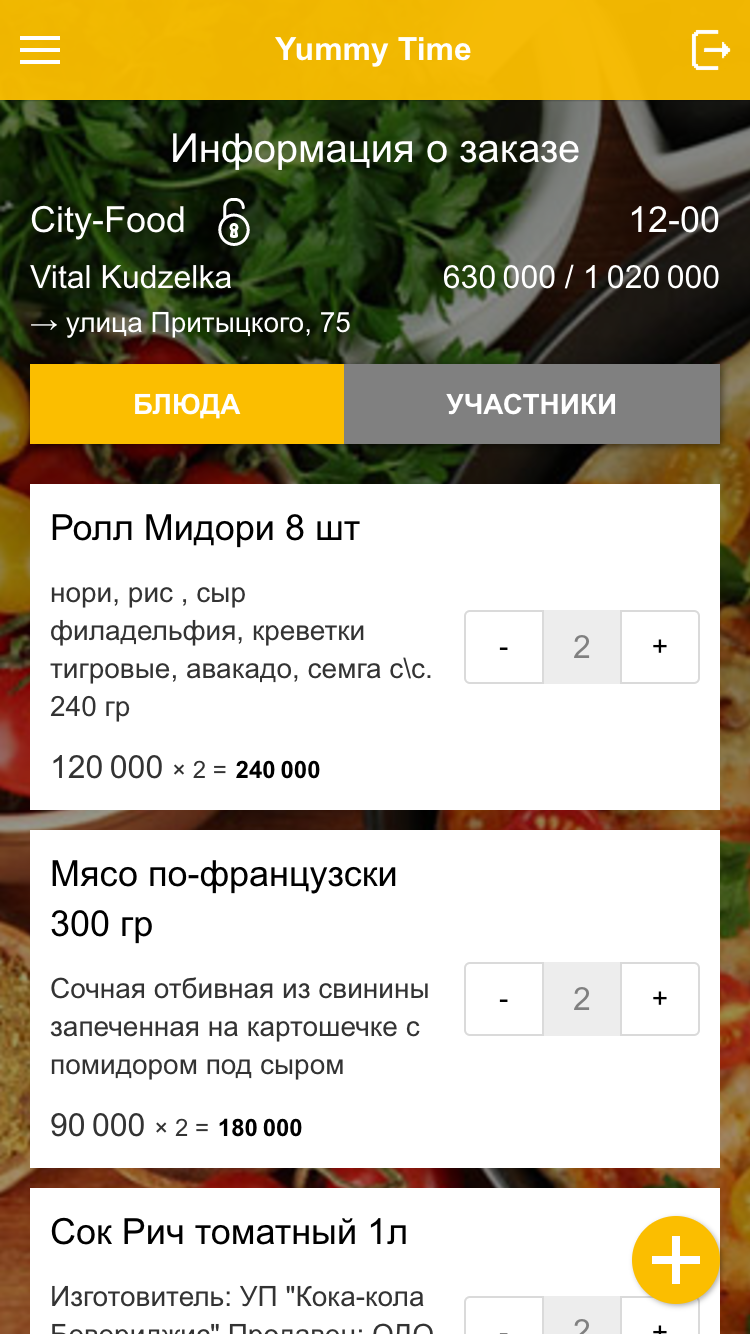 Yummy Time
Информация о заказе
City-Food 12-00
Vital Kudzelka 630 000 / 1 020 000
→ улица Притыцкого, 75
БЛЮДА УЧАСТНИКИ
Ролл Мидори 8 шт
нори, рис , сыр
филадельфия, креветки
тигровые, авакадо, семга с\с.
240 гр
- 2 +
120 000 × 2 = 240 000
Мясо по-французски
300 гр
Сочная отбивная из свинины
запеченная на картошечке с
помидором под сыром
- 2 +
90 000 × 2 = 180 000
Сок Рич томатный 1л
Изготовитель: УП "Кока-кола
Бевериджис" Продавец: ОДО
- 2 +